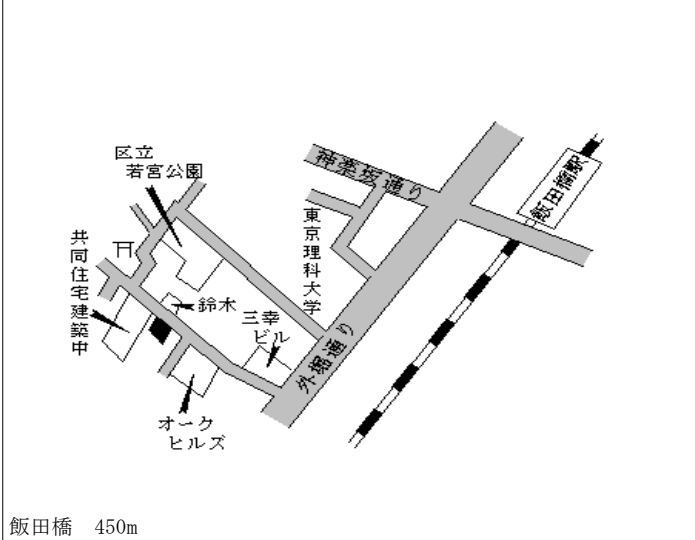 神楽坂通り
飯田橋駅
区立
若宮公園
東京理科大学
共同住宅建築中
鈴木
三幸
ビル
外堀通り
オーク
ヒルズ
飯田橋　450m